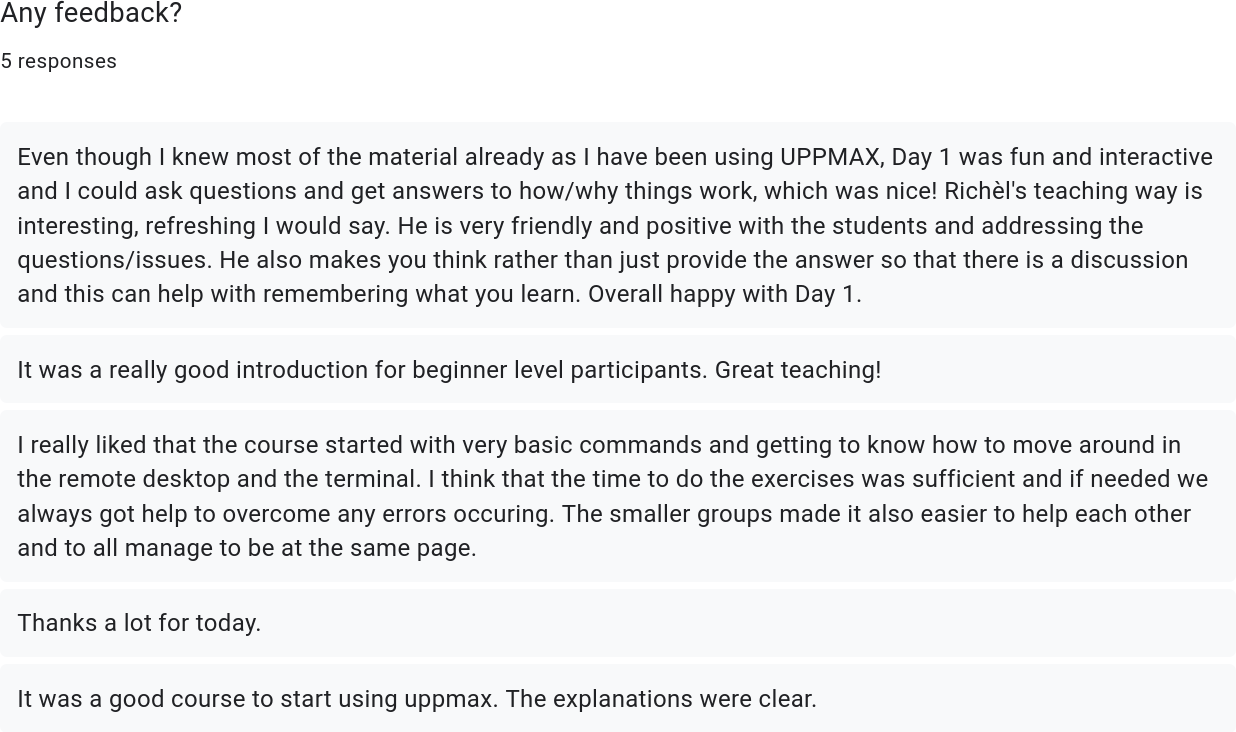 Any feedback?
5 responses
Even though I knew most of the material already as I have been using UPPMAX, Day 1 was fun and interactive
and I could ask questions and get answers to how/why things work, which was nice! Richèl's teaching way is
interesting, refreshing I would say. He is very friendly and positive with the students and addressing the
questions/issues. He also makes you think rather than just provide the answer so that there is a discussion
and this can help with remembering what you learn. Overall happy with Day 1.
It was a really good introduction for beginner level participants. Great teaching!
I really liked that the course started with very basic commands and getting to know how to move around in
the remote desktop and the terminal. I think that the time to do the exercises was sufficient and if needed we
always got help to overcome any errors occuring. The smaller groups made it also easier to help each other
and to all manage to be at the same page.
Thanks a lot for today.
It was a good course to start using uppmax. The explanations were clear.